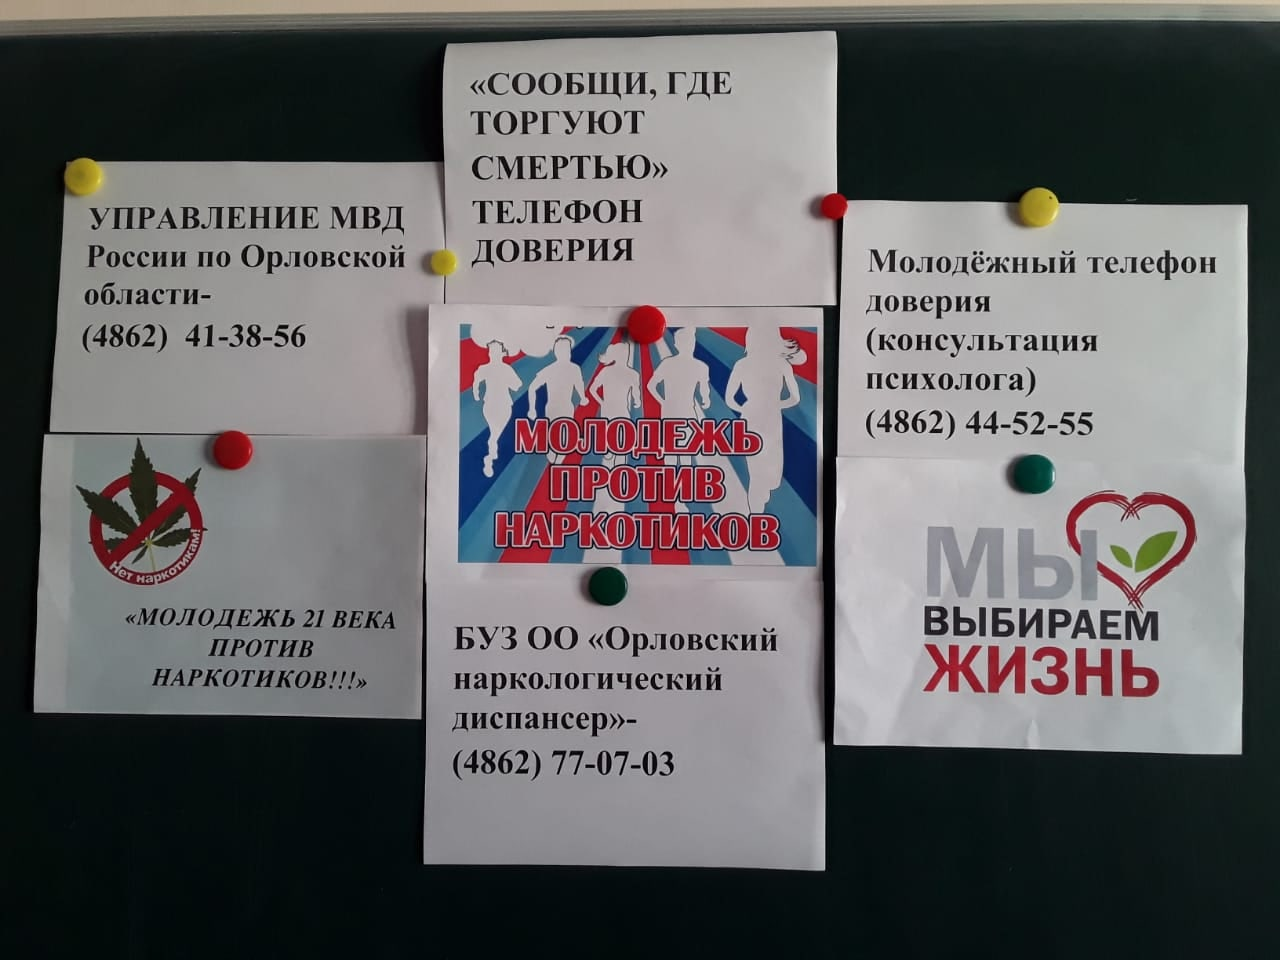 «СООБЩИ, ГДЕ
ТОРГУЮТ
СМЕРТЬЮ»
ТЕЛЕФОН
ДОВЕРИЯ
УПРАВЛЕНИЕ МВД
России по Орловской
области-
(4862) 41-38-56
Молодёжный телефон
доверия
(консультация
психолога)
(4862) 44-52-55
Нет наркотикам!
«МОЛОДЕЖЬ 21 ВЕКА
ПРОТИВ
НАРКОТИКОВ!!!»
МОЛОДЕЖЬ
ПРОТИВ
НАРКОТИКОВ
МЫ
ВЫБИРАЕМ
ЖИЗНЬ
БУЗ ОО «Орловский
наркологический
диспансер»-
(4862) 77-07-03